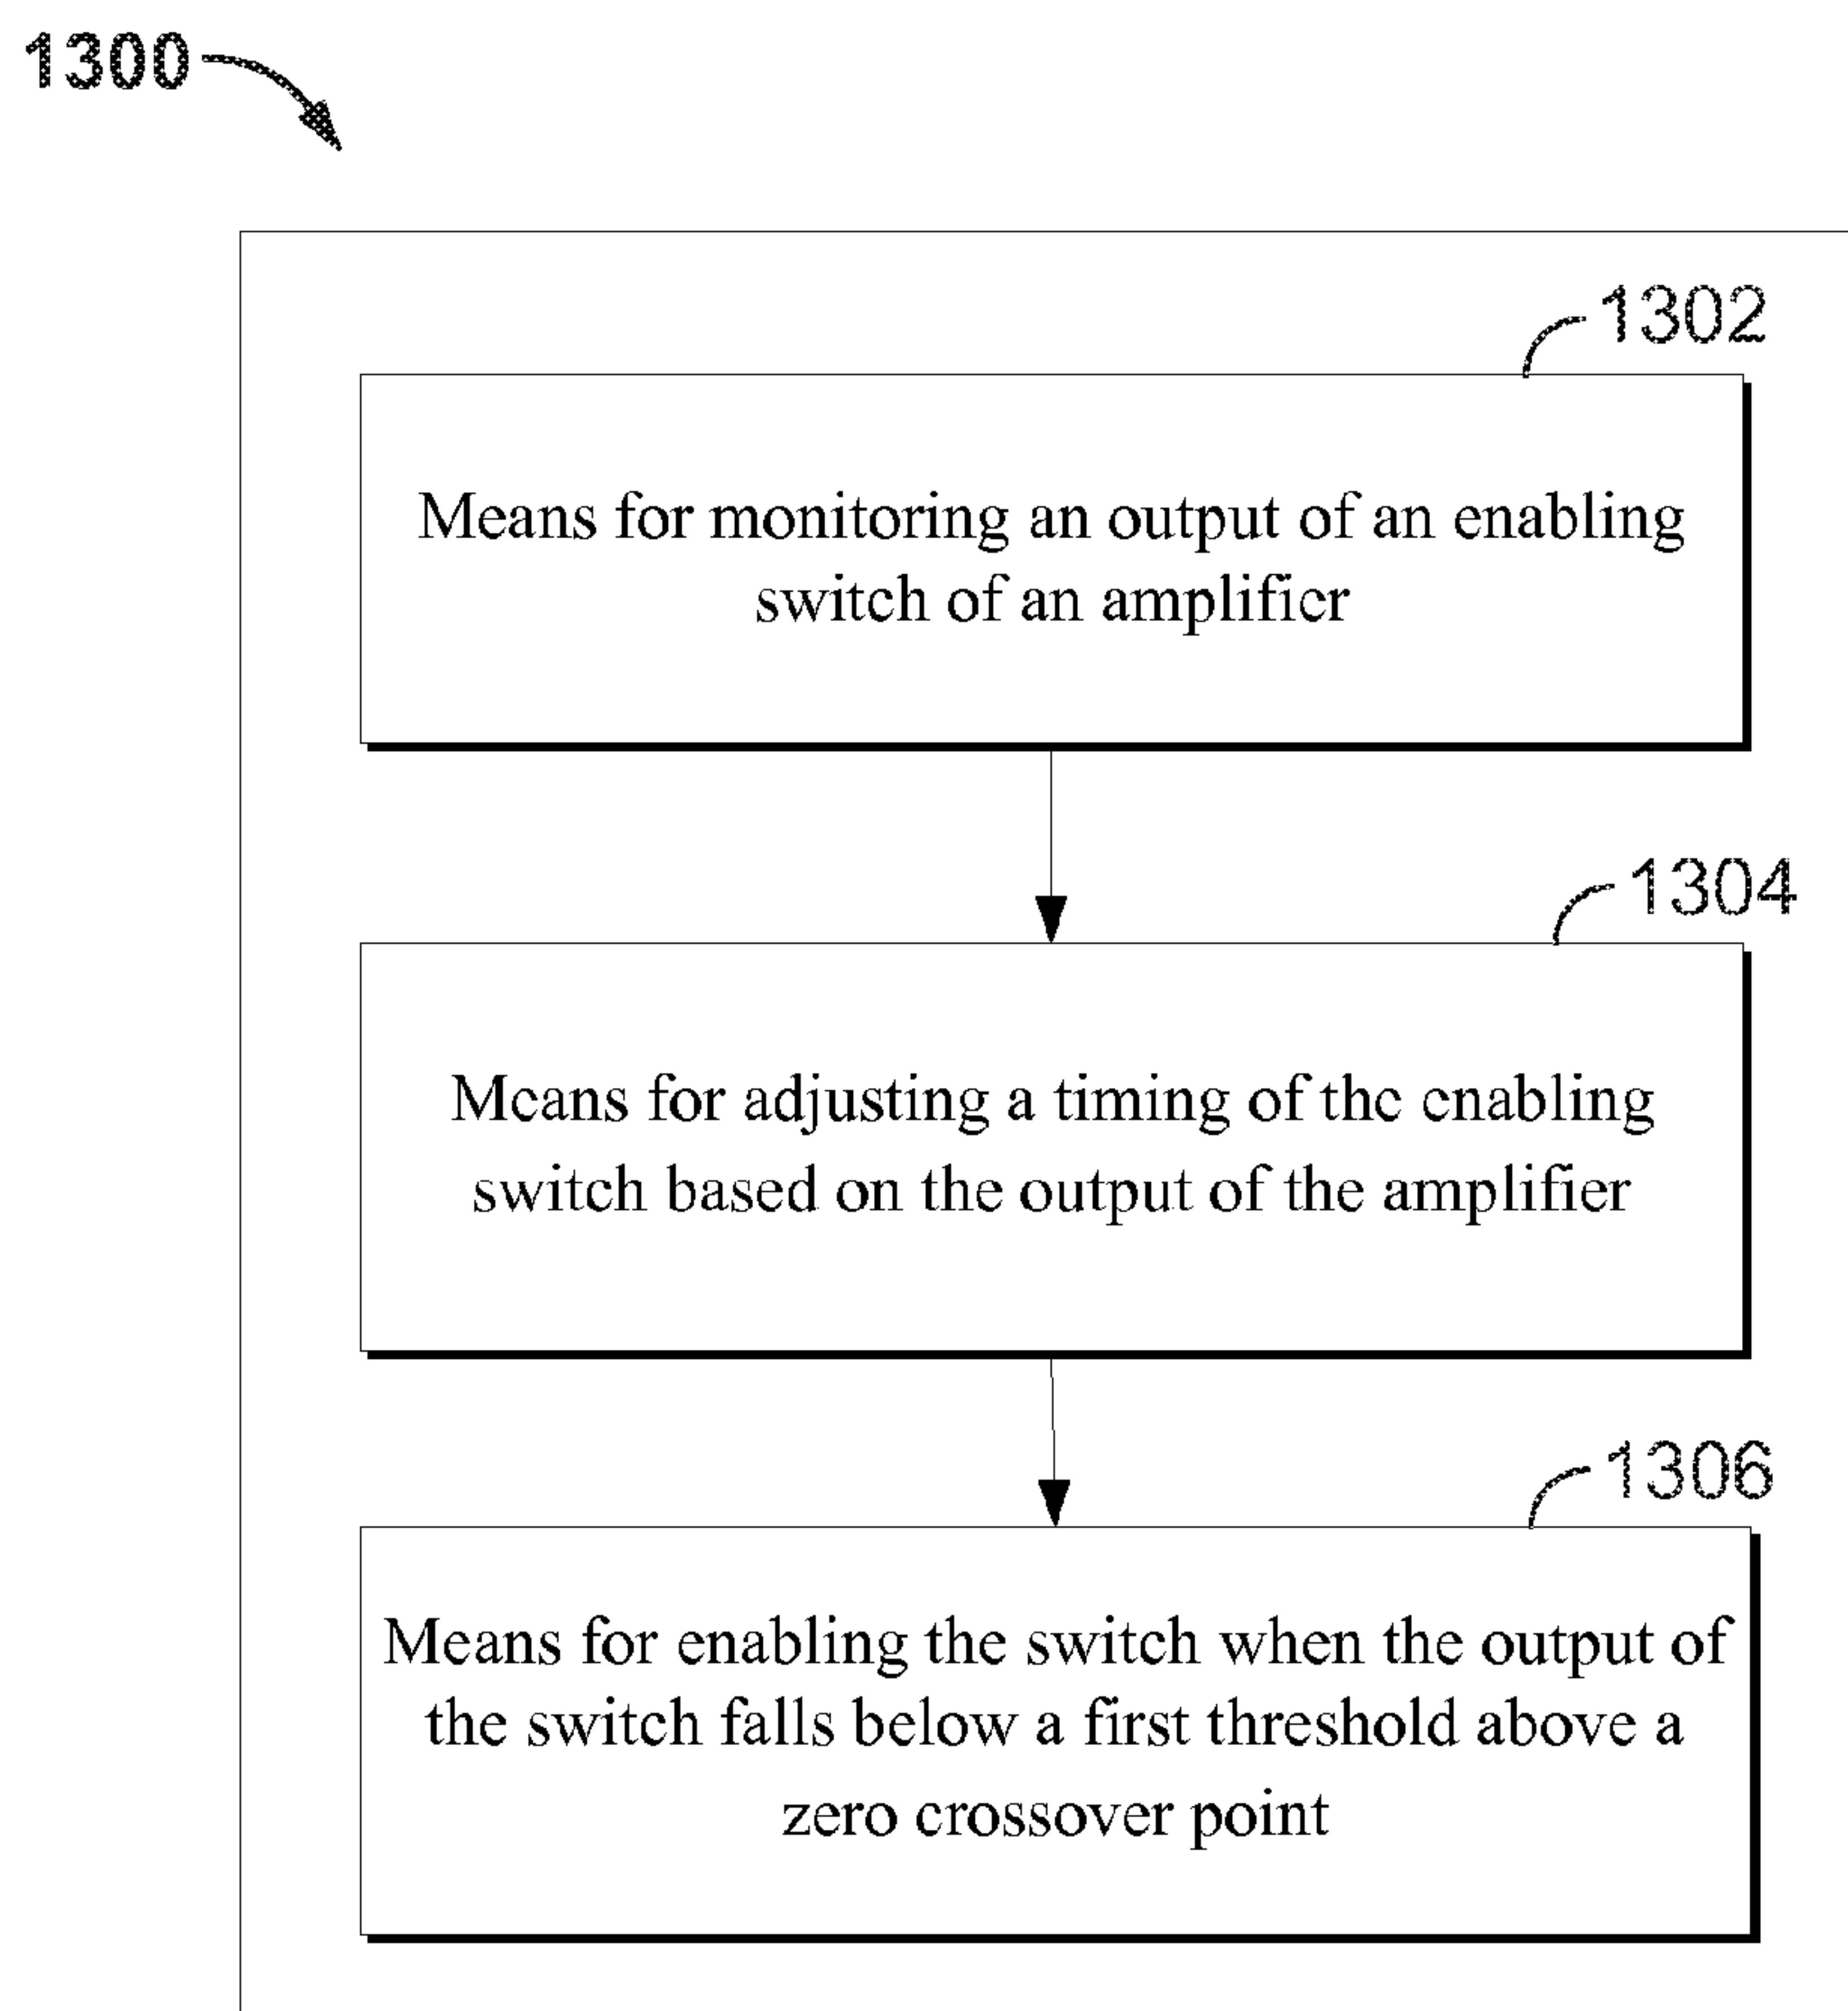 1300
1302
Means for monitoring an output of an enabling
switch of an amplifier
1304
Means for adjusting a timing of the enabling
switch based on the output of the amplifier
1306
Means for enabling the switch when the output of
the switch falls below a first threshold above a
zero crossover point